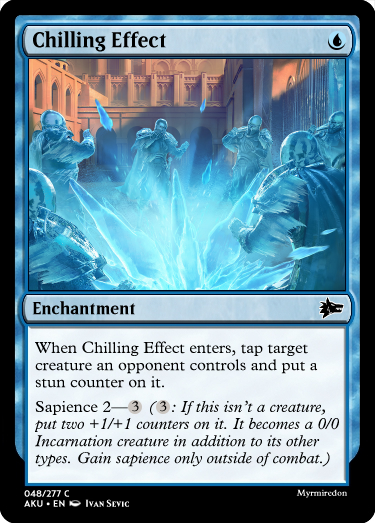 Chilling Effect
Enchantment
When Chilling Effect enters, tap target
creature an opponent controls and put a
stun counter on it.
Sapience 2—3 (3: If this isn't a creature,
put two +1/+1 counters on it. It becomes a 0/0
Incarnation creature in addition to its other
types. Gain sapience only outside of combat.)
048/277 C
Myrmiredon
AKU • EN Ivan Sevic